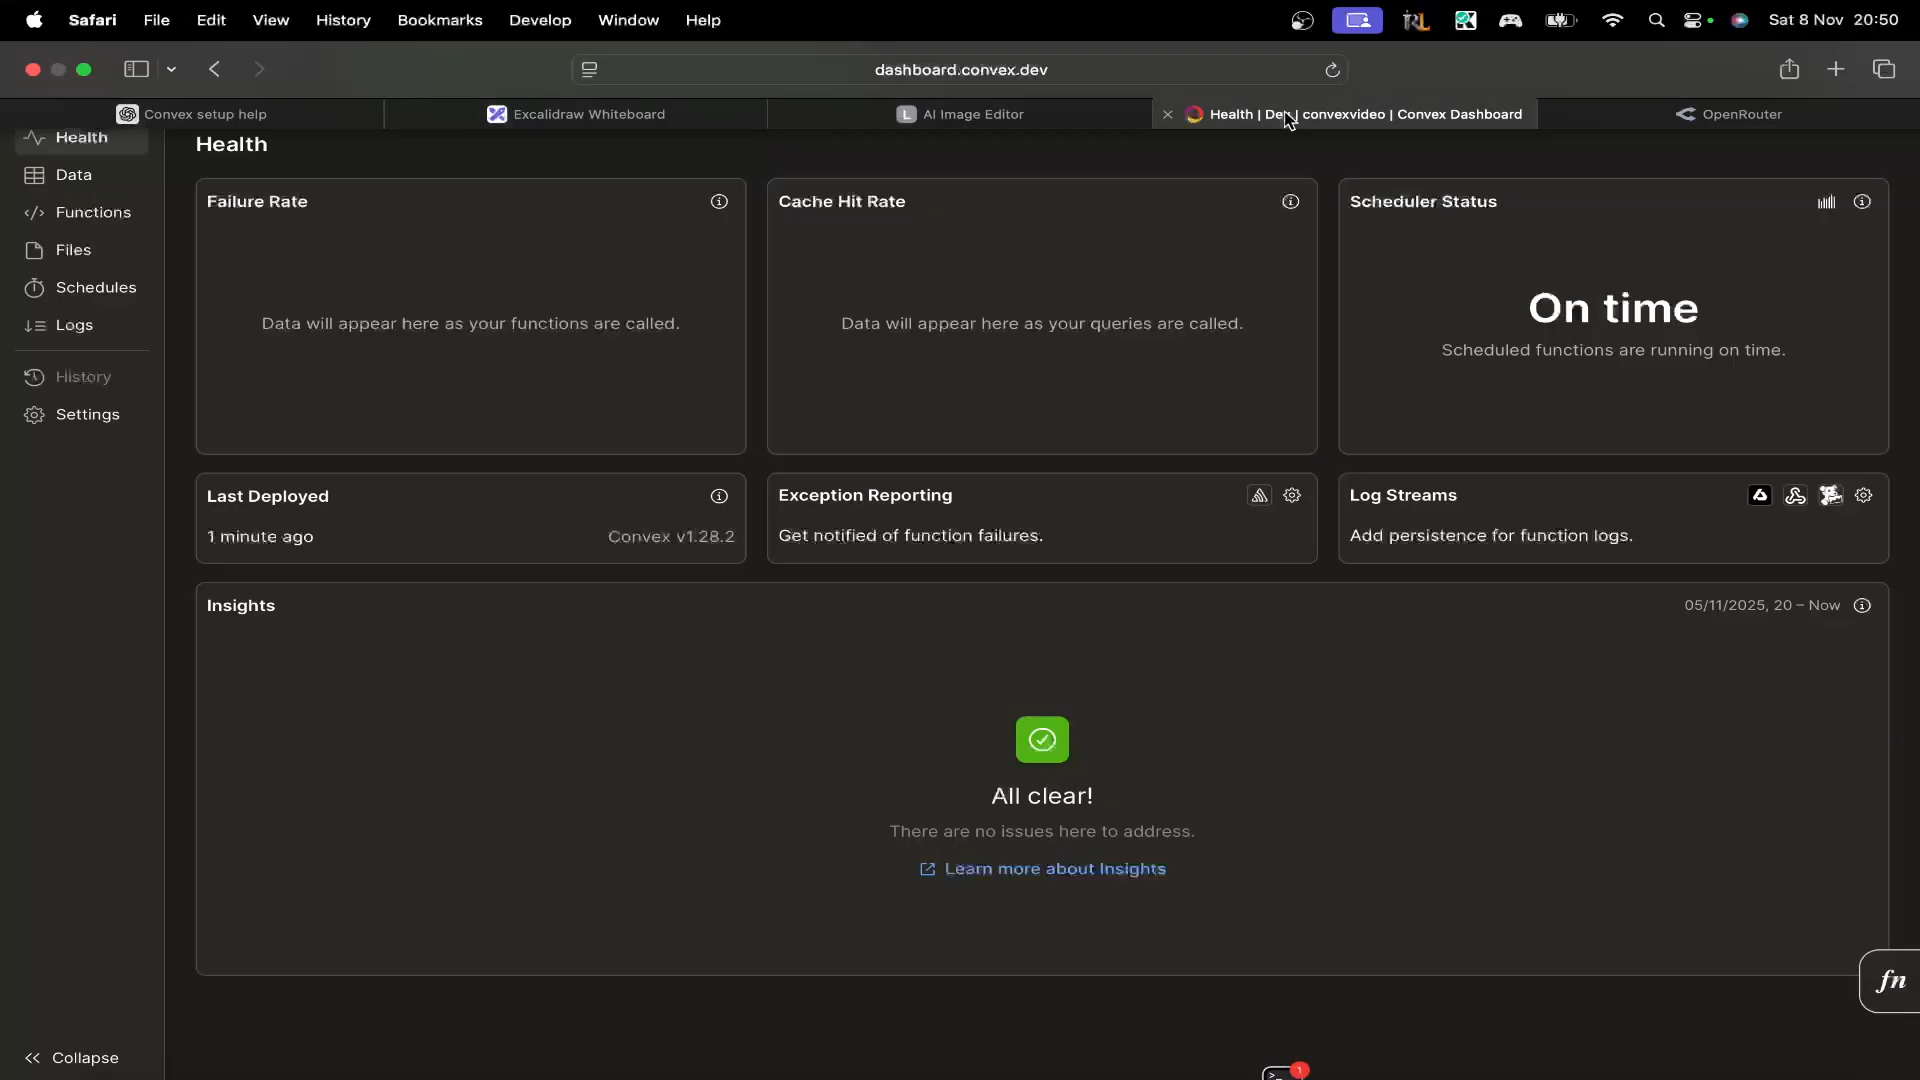 Safari File Edit View History Bookmarks Develop Window Help
Sat 8 Nov 20:50
dashboard.convex.dev
Convex setup help
Excalidraw Whiteboard
L AI Image Editor
Health | Dev | convexvideo | Convex Dashboard
OpenRouter
Health
Data
Functions
Files
Schedules
Logs
History
Settings
Collapse
Health
Failure Rate
Data will appear here as your functions are called.
Cache Hit Rate
Data will appear here as your queries are called.
Scheduler Status
On time
Scheduled functions are running on time.
Last Deployed
1 minute ago
Convex v1.28.2
Exception Reporting
Get notified of function failures.
Log Streams
Add persistence for function logs.
Insights
05/11/2025, 20 – Now
All clear!
There are no issues here to address.
Learn more about Insights
fn
1